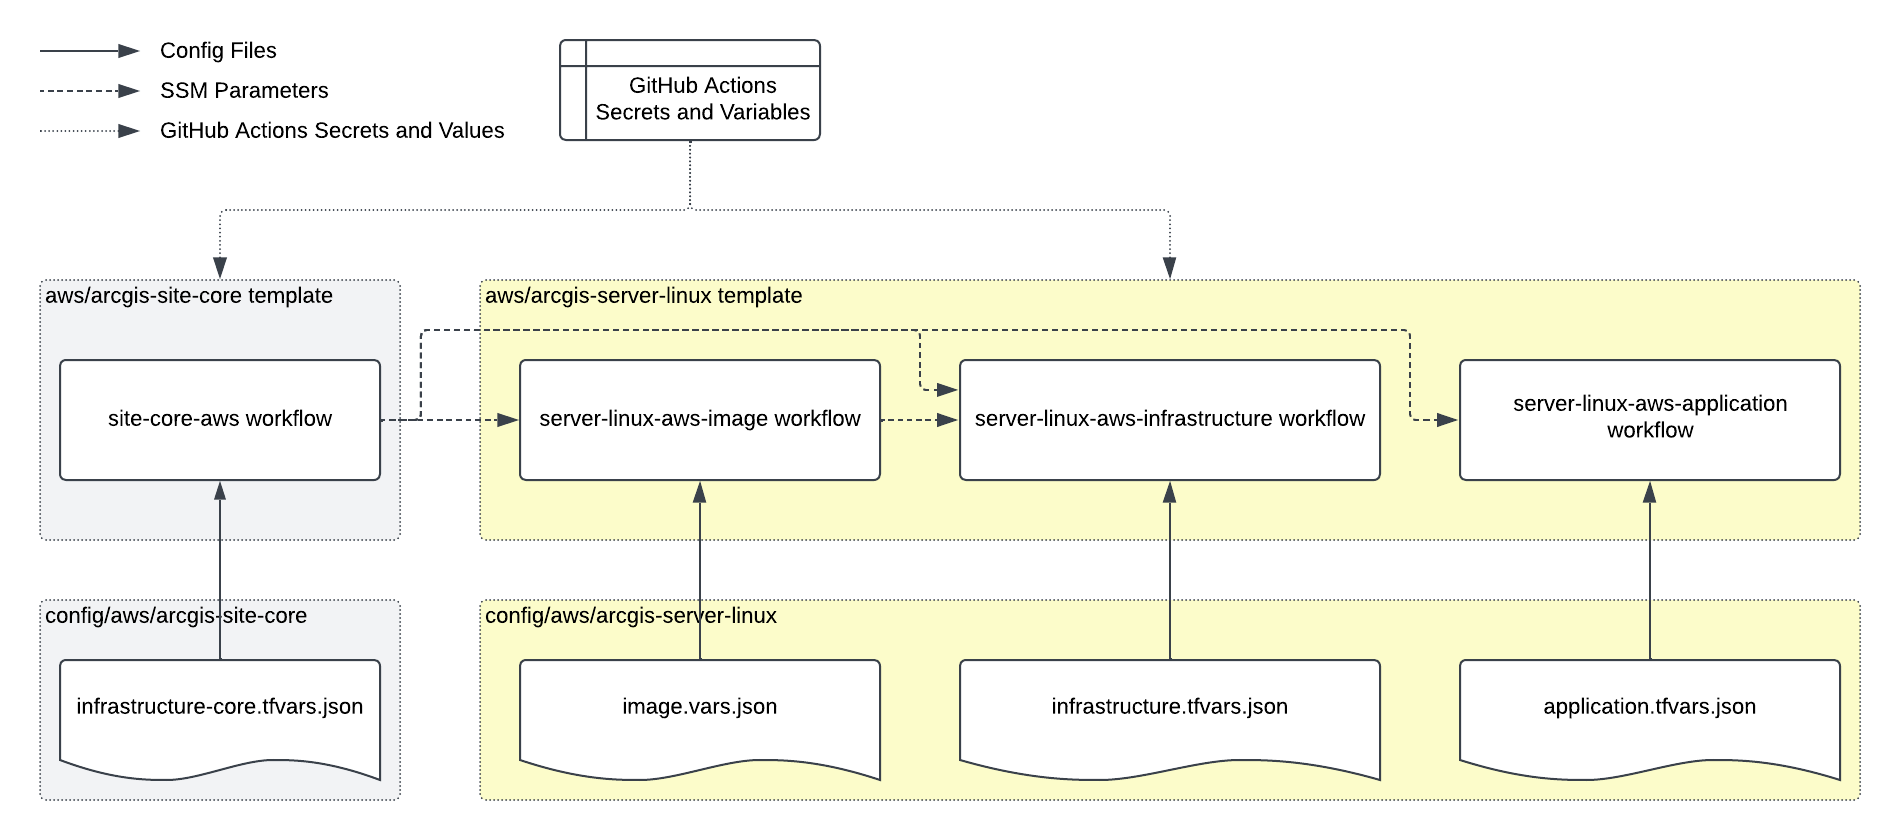 Config Files
SSM Parameters
GitHub Actions Secrets and Values
GitHub Actions
Secrets and Variables
aws/arcgis-site-core template
aws/arcgis-server-linux template
site-core-aws workflow
server-linux-aws-image workflow
server-linux-aws-infrastructure workflow
server-linux-aws-application
workflow
config/aws/arcgis-site-core
config/aws/arcgis-server-linux
infrastructure-core.tfvars.json
image.vars.json
infrastructure.tfvars.json
application.tfvars.json